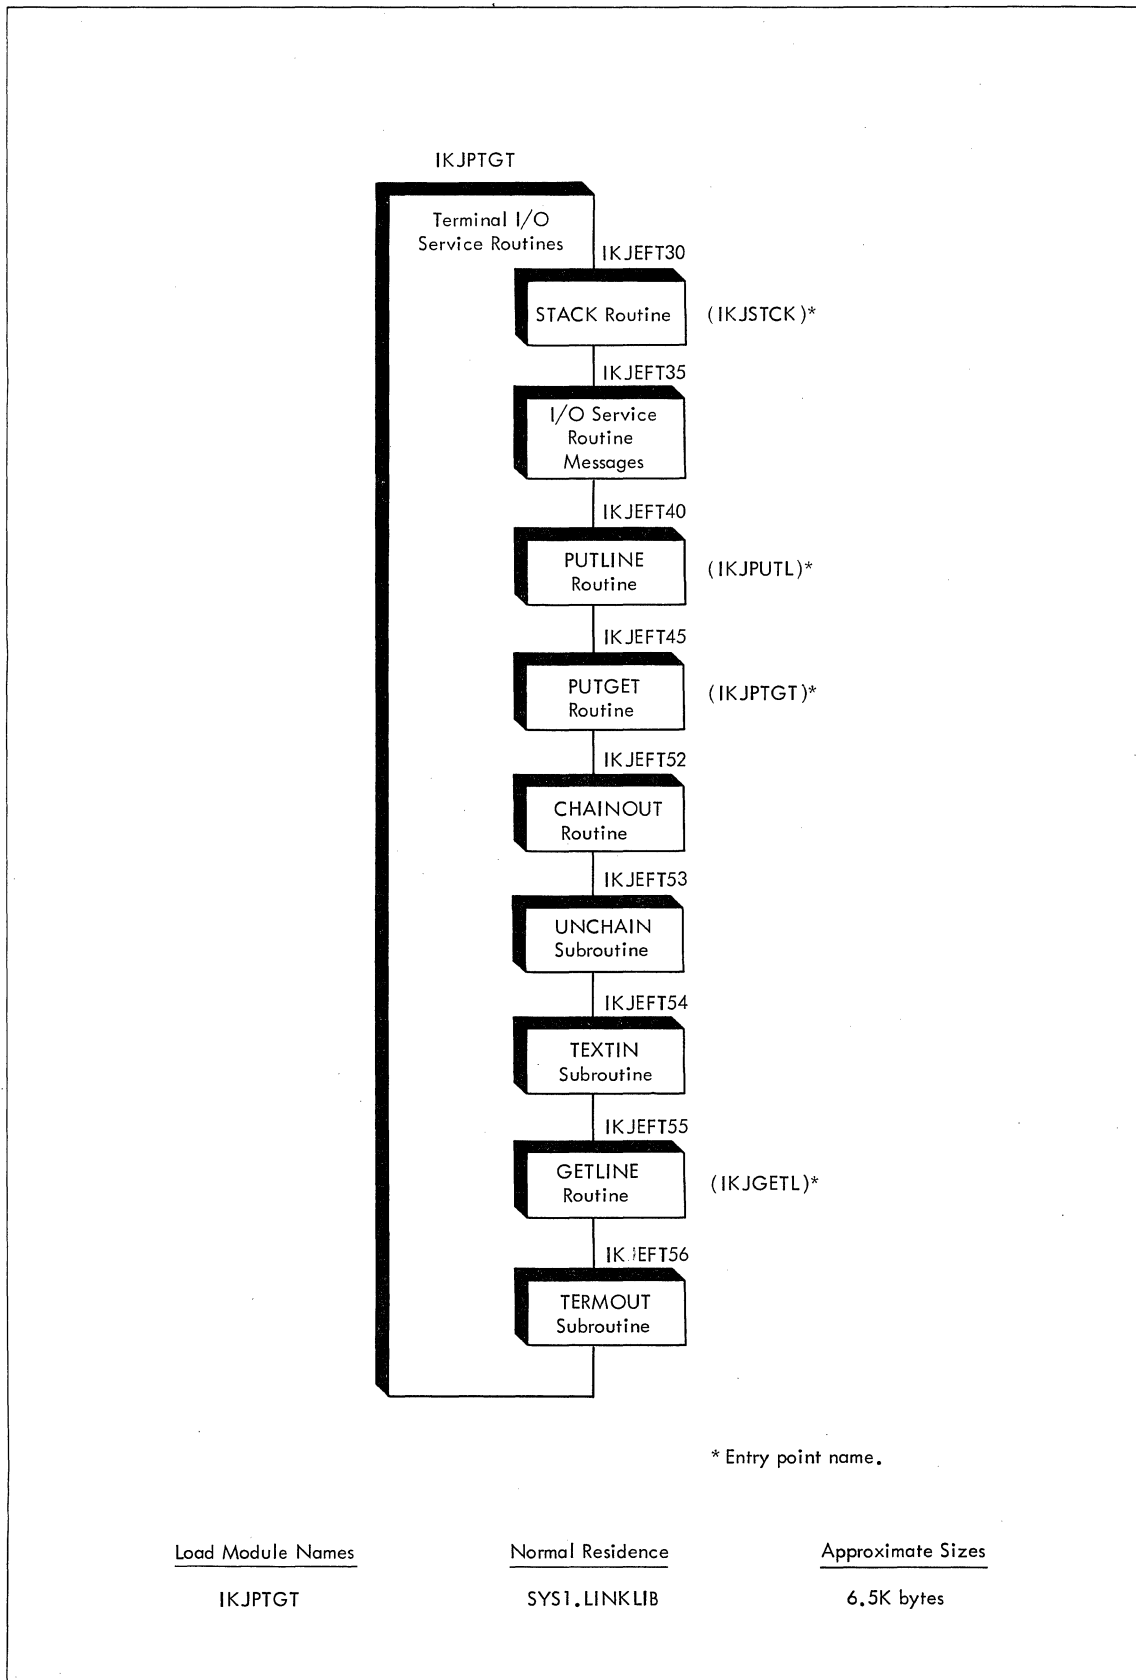 IKJPTGT
Terminal I/O
Service Routines
IKJEFT30
STACK Routine
(IKJSTCK)*
IKJEFT35
I/O Service
Routine
Messages
IKJEFT40
PUTLINE
Routine
(IKJPUTL)*
IKJEFT45
PUTGET
Routine
(IKJPTGT)*
IKJEFT52
CHAINOUT
Routine
IKJEFT53
UNCHAIN
Subroutine
IKJEFT54
TEXTIN
Subroutine
IKJEFT55
GETLINE
Routine
(IKJGETL)*
IKJEFT56
TERMOUT
Subroutine
* Entry point name.
Load Module Names Normal Residence Approximate Sizes
IKJPTGT SYS1.LINKLIB 6.5K bytes